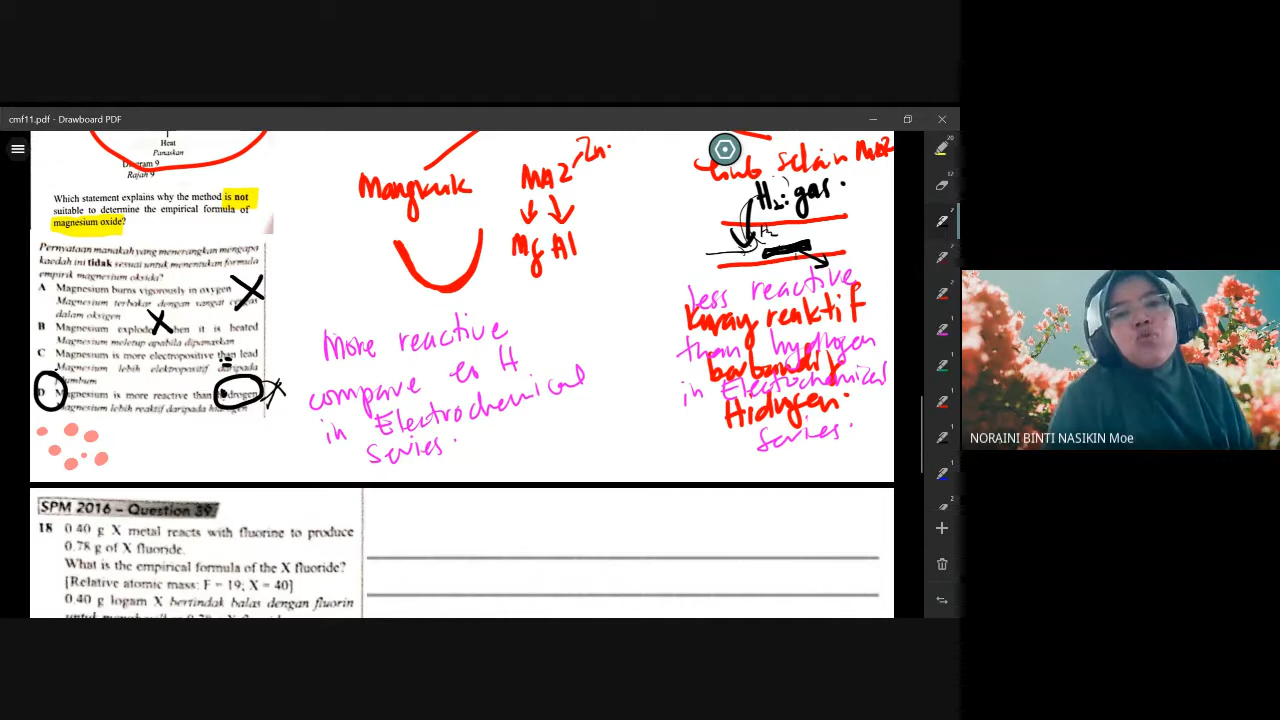 cmf11.pdf - Drawboard PDF
Heat
Panaskan
Diagram 9
Rajah 9
Which statement explains why the method is not
suitable to determine the empirical formula of
magnesium oxide?
Pernyataan manakah yang menerangkan mengapa
kaedah ini tidak sesuai untuk menentukan formula
empirik magnesium oksida?
A Magnesium burns vigorously in oxygen
Magnesium terbakar dengan sangat
dalam oksigen
B Magnesium when it is heated
Magnesium meletup apabila dipanaskan
C Magnesium is more electropositive than lead
Magnesium lebih elektropositif daripada
D Magnesium is more reactive than hydrogen
lebih reaktif daripada
Mangkuk
MAZ Zn.
Mg Al
More reactive
compare H
in Electrochemical
Series.
selain
H2: gas.
H2
less reactive
Kurang reaktif
than hydrogen
berbanding
in Electrochemical
Hidrogen.
Series.
SPM 2016 – Question 39
18 0.40 g X metal reacts with fluorine to produce
0.78 g of X fluoride.
What is the empirical formula of the X fluoride?
[Relative atomic mass: F = 19; X = 40]
0.40 g logam X bertindak balas dengan fluorin
NORAINI BINTI NASIKIN Moe